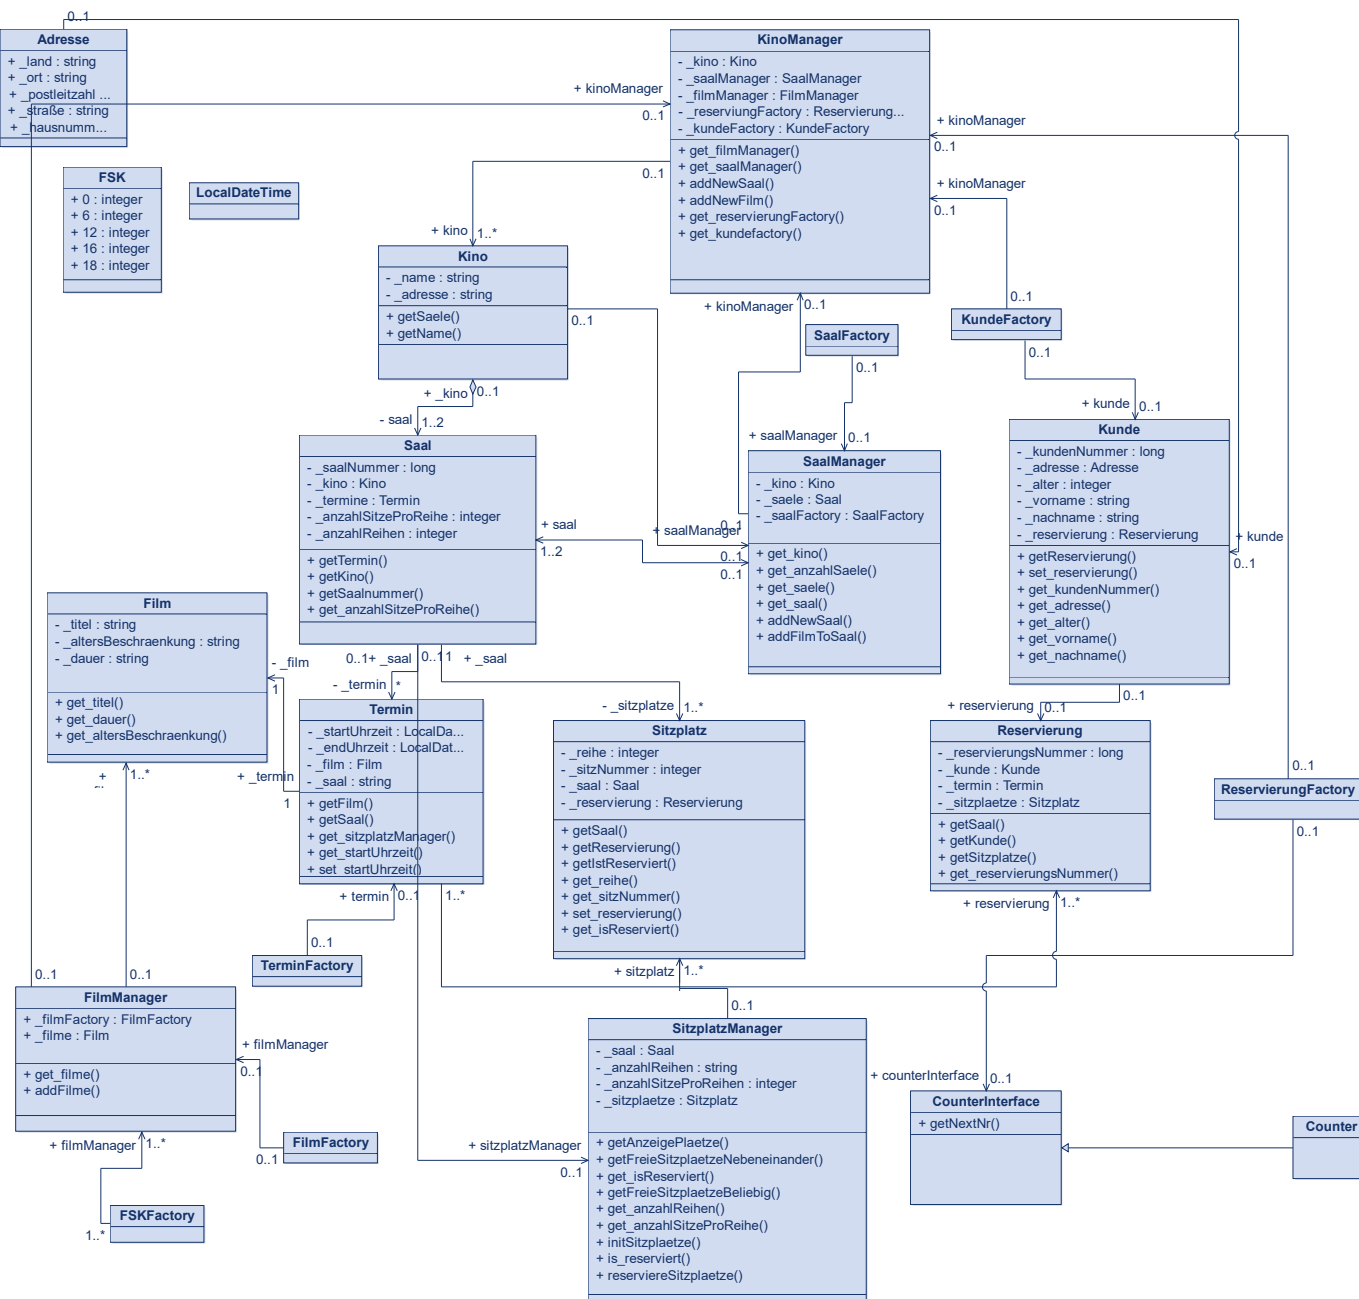 0..1
Adresse
+ _land : string
+ _ort : string
+ _postleitzahl ...
+ _straße : string
+ _hausnumm...
FSK
+ 0 : integer
+ 6 : integer
+ 12 : integer
+ 16 : integer
+ 18 : integer
LocalDateTime
KinoManager
- _kino : Kino
- _saalManager : SaalManager
- _filmManager : FilmManager
- _reserviungFactory : Reservierung...
- _kundeFactory : KundeFactory
+ get_filmManager()
+ get_saalManager()
+ addNewSaal()
+ addNewFilm()
+ get_reservierungFactory()
+ get_kundefactory()
+ kinoManager
0..1
0..1
+ kinoManager
0..1
+ kinoManager
0..1
+ kino
1..*
Kino
- _name : string
- _adresse : string
+ getSaele()
+ getName()
0..1
+ kinoManager
0..1
SaalFactory
0..1
0..1
KundeFactory
0..1
+ _kino
0..1
- saal
1..2
+ saalManager
0..1
+ kunde
0..1
Saal
- _saalNummer : long
- _kino : Kino
- _termine : Termin
- _anzahlSitzeProReihe : integer
- _anzahlReihen : integer
+ getTermin()
+ getKino()
+ getSaalnummer()
+ get_anzahlSitzeProReihe()
+ saal
1..2
SaalManager
- _kino : Kino
- _saele : Saal
- _saalFactory : SaalFactory
+ get_kino()
+ get_anzahlSaele()
+ get_saele()
+ get_saal()
+ addNewSaal()
+ addFilmToSaal()
0..1
+ saalManager
0..1
0..1
Kunde
- _kundenNummer : long
- _adresse : Adresse
- _alter : integer
- _vorname : string
- _nachname : string
- _reservierung : Reservierung
+ getReservierung()
+ set_reservierung()
+ get_kundenNummer()
+ get_adresse()
+ get_alter()
+ get_vorname()
+ get_nachname()
+ kunde
0..1
Film
- _titel : string
- _altersBeschraenkung : string
- _dauer : string
+ get_titel()
+ get_dauer()
+ get_altersBeschraenkung()
- _film
1
0..1
+ _saal
0..1
1
+ _saal
- _termin
*
- _sitzplatze
1..*
0..1
+ reservierung
0..1
Termin
- _startUhrzeit : LocalDa...
- _endUhrzeit : LocalDat...
- _film : Film
- _saal : string
+ getFilm()
+ getSaal()
+ get_sitzplatzManager()
+ get_startUhrzeit()
+ set_startUhrzeit()
+ _termin
1
+
1..*
Sitzplatz
- _reihe : integer
- _sitzNummer : integer
- _saal : Saal
- _reservierung : Reservierung
+ getSaal()
+ getReservierung()
+ getIstReserviert()
+ get_reihe()
+ get_sitzNummer()
+ set_reservierung()
+ get_isReserviert()
Reservierung
- _reservierungsNummer : long
- _kunde : Kunde
- _termin : Termin
- _sitzplaetze : Sitzplatz
+ getSaal()
+ getKunde()
+ getSitzplatze()
+ get_reservierungsNummer()
0..1
ReservierungFactory
0..1
+ termin
0..1
1..*
+ reservierung
1..*
0..1
TerminFactory
+ sitzplatz
1..*
0..1
0..1
0..1
FilmManager
+ _filmFactory : FilmFactory
+ _filme : Film
+ get_filme()
+ addFilme()
+ filmManager
0..1
FilmFactory
0..1
+ filmManager
1..*
FSKFactory
1..*
SitzplatzManager
- _saal : Saal
- _anzahlReihen : string
- _anzahlSitzeProReihen : integer
- _sitzplaetze : Sitzplatz
+ getAnzeigePlaetze()
+ getFreieSitzplaetzeNebeneinander()
+ get_isReserviert()
+ getFreieSitzplaetzeBeliebig()
+ get_anzahlReihen()
+ get_anzahlSitzeProReihe()
+ initSitzplaetze()
+ is_reserviert()
+ reserviereSitzplaetze()
+ sitzplatzManager
0..1
+ counterInterface
0..1
CounterInterface
+ getNextNr()
Counter